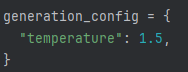 generation_config = {
  "temperature": 1.5,
}